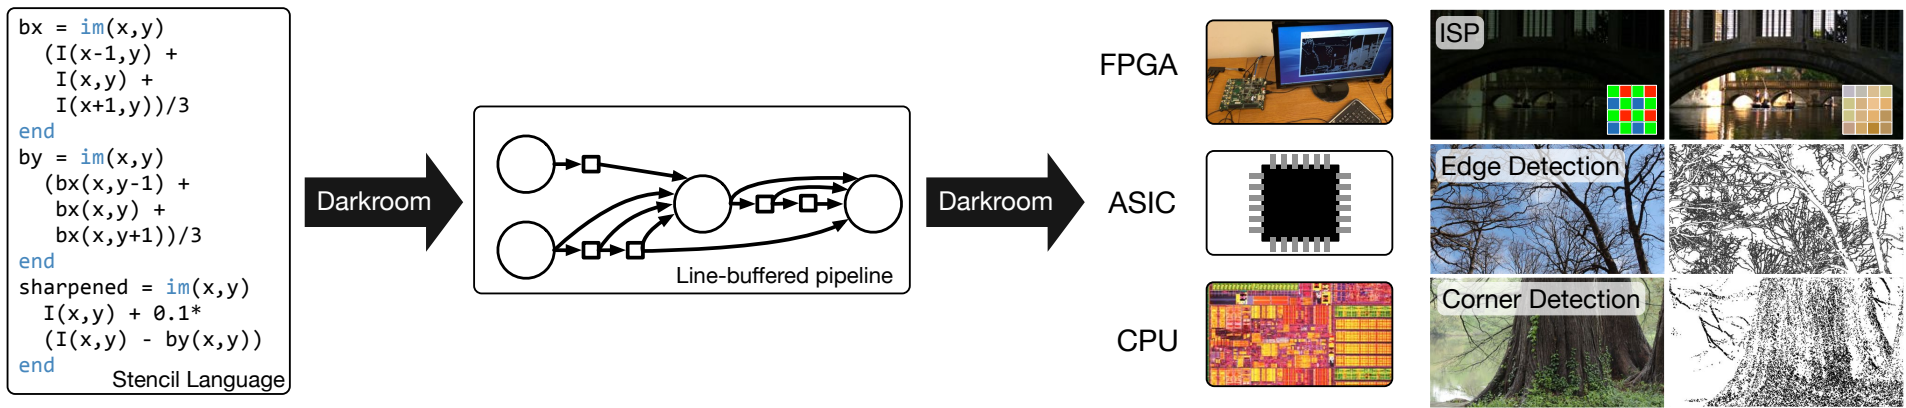 bx = im(x,y)
(I(x-1,y) +
I(x,y) +
I(x+1,y))/3
end
by = im(x,y)
(bx(x,y-1) +
bx(x,y) +
bx(x,y+1))/3
end
sharpened = im(x,y)
I(x,y) + 0.1*
(I(x,y) - by(x,y))
end
Stencil Language
Darkroom
Line-buffered pipeline
Darkroom
FPGA
ASIC
CPU
ISP
Edge Detection
Corner Detection